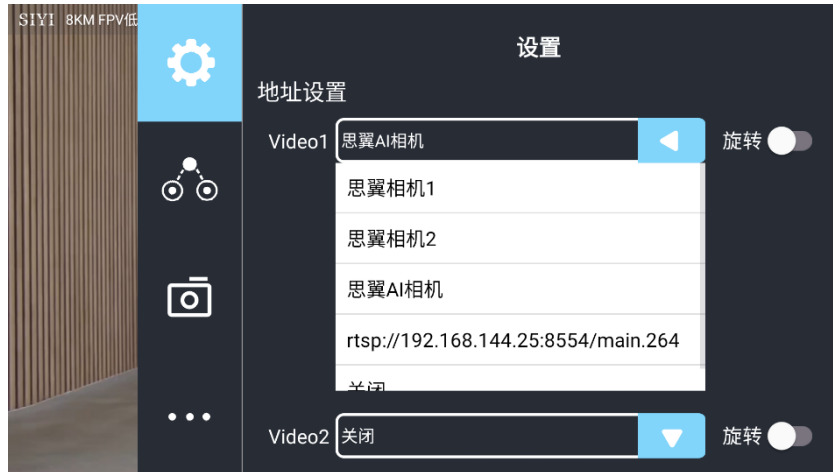 SIYI 8KM FPV低
设置
地址设置
Video1 思翼AI相机 旋转
思翼相机1
思翼相机2
思翼AI相机
rtsp://192.168.144.25:8554/main.264
关闭
Video2 关闭 旋转